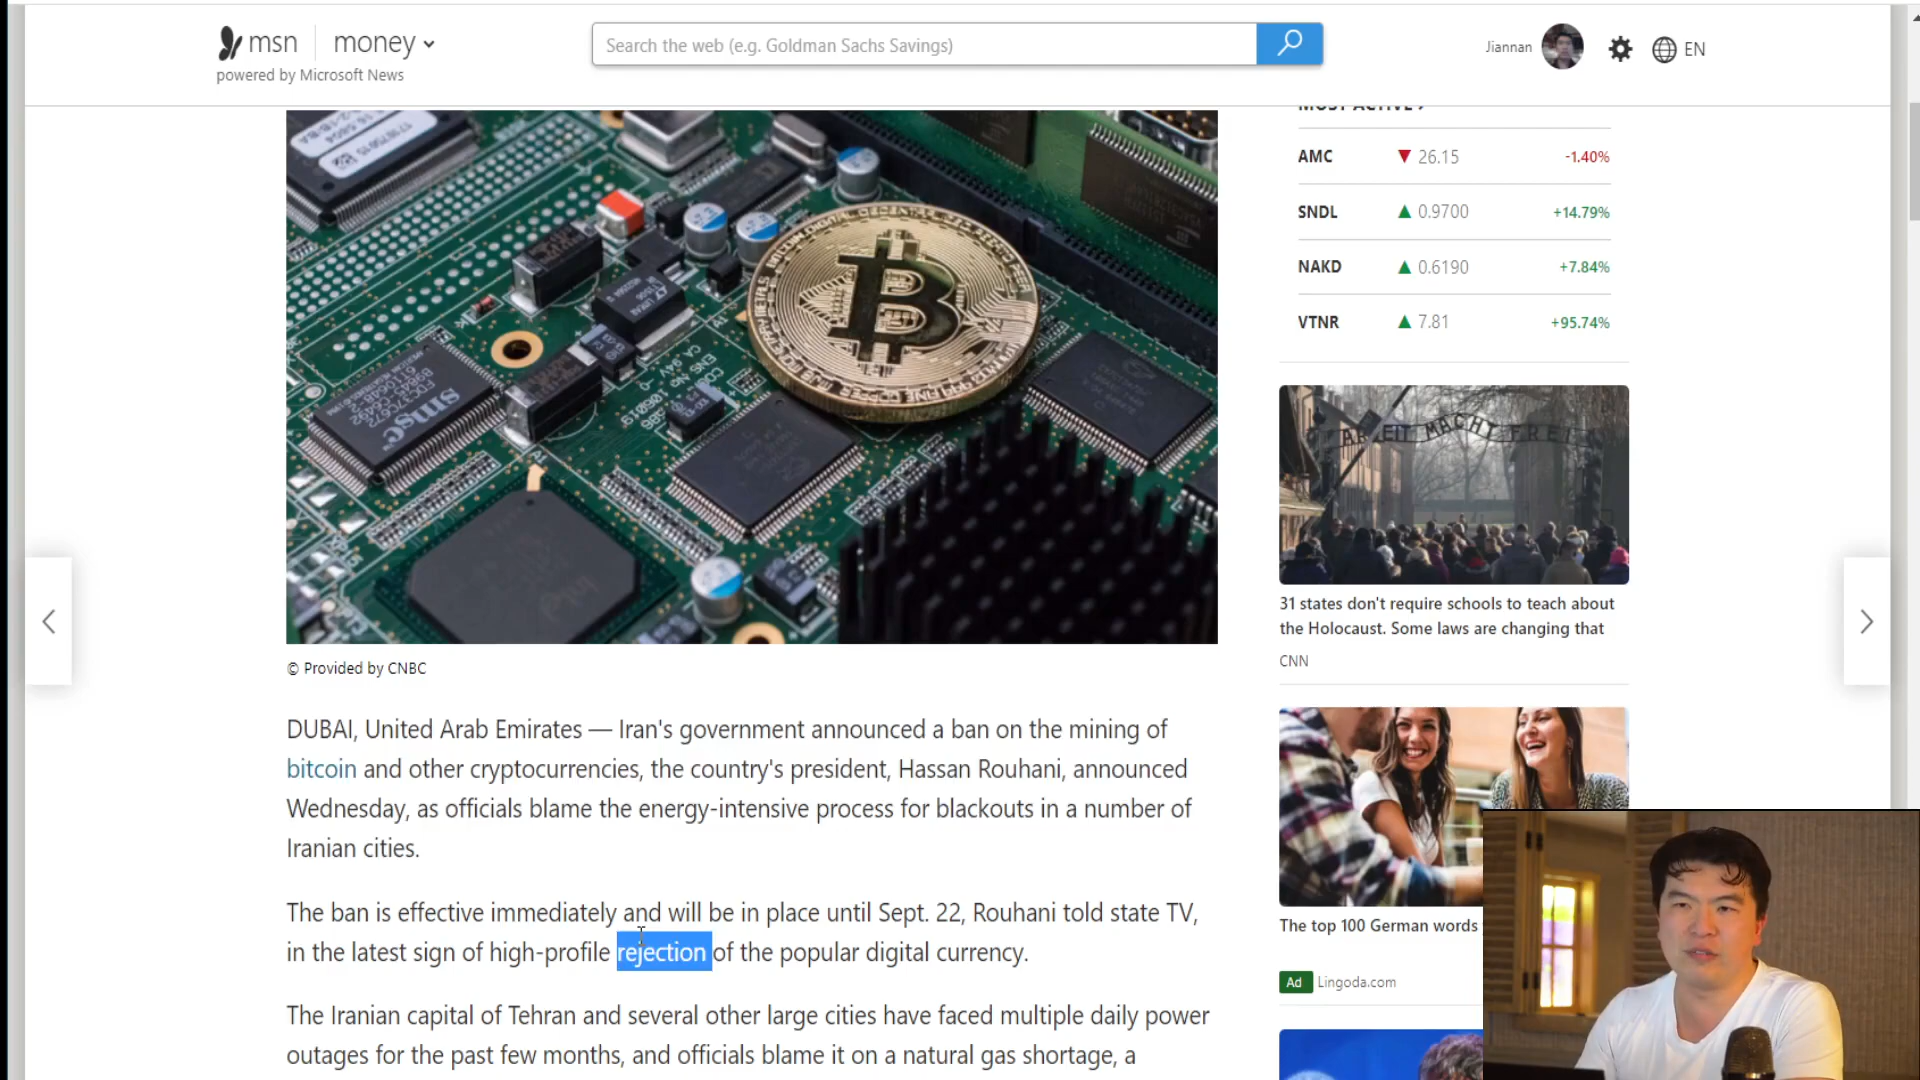 msn
money
powered by Microsoft News
Search the web (e.g. Goldman Sachs Savings)
Jiannan
EN
MOST ACTIVE
AMC 26.15 -1.40%
SNDL 0.9700 +14.79%
NAKD 0.6190 +7.84%
VTNR 7.81 +95.74%
smsc
ARBEIT MACHT FREI
31 states don't require schools to teach about
the Holocaust. Some laws are changing that
CNN
© Provided by CNBC
DUBAI, United Arab Emirates — Iran's government announced a ban on the mining of
bitcoin and other cryptocurrencies, the country's president, Hassan Rouhani, announced
Wednesday, as officials blame the energy-intensive process for blackouts in a number of
Iranian cities.
The ban is effective immediately and will be in place until Sept. 22, Rouhani told state TV,
in the latest sign of high-profile rejection of the popular digital currency.
The Iranian capital of Tehran and several other large cities have faced multiple daily power
outages for the past few months, and officials blame it on a natural gas shortage, a
The top 100 German words
Ad Lingoda.com